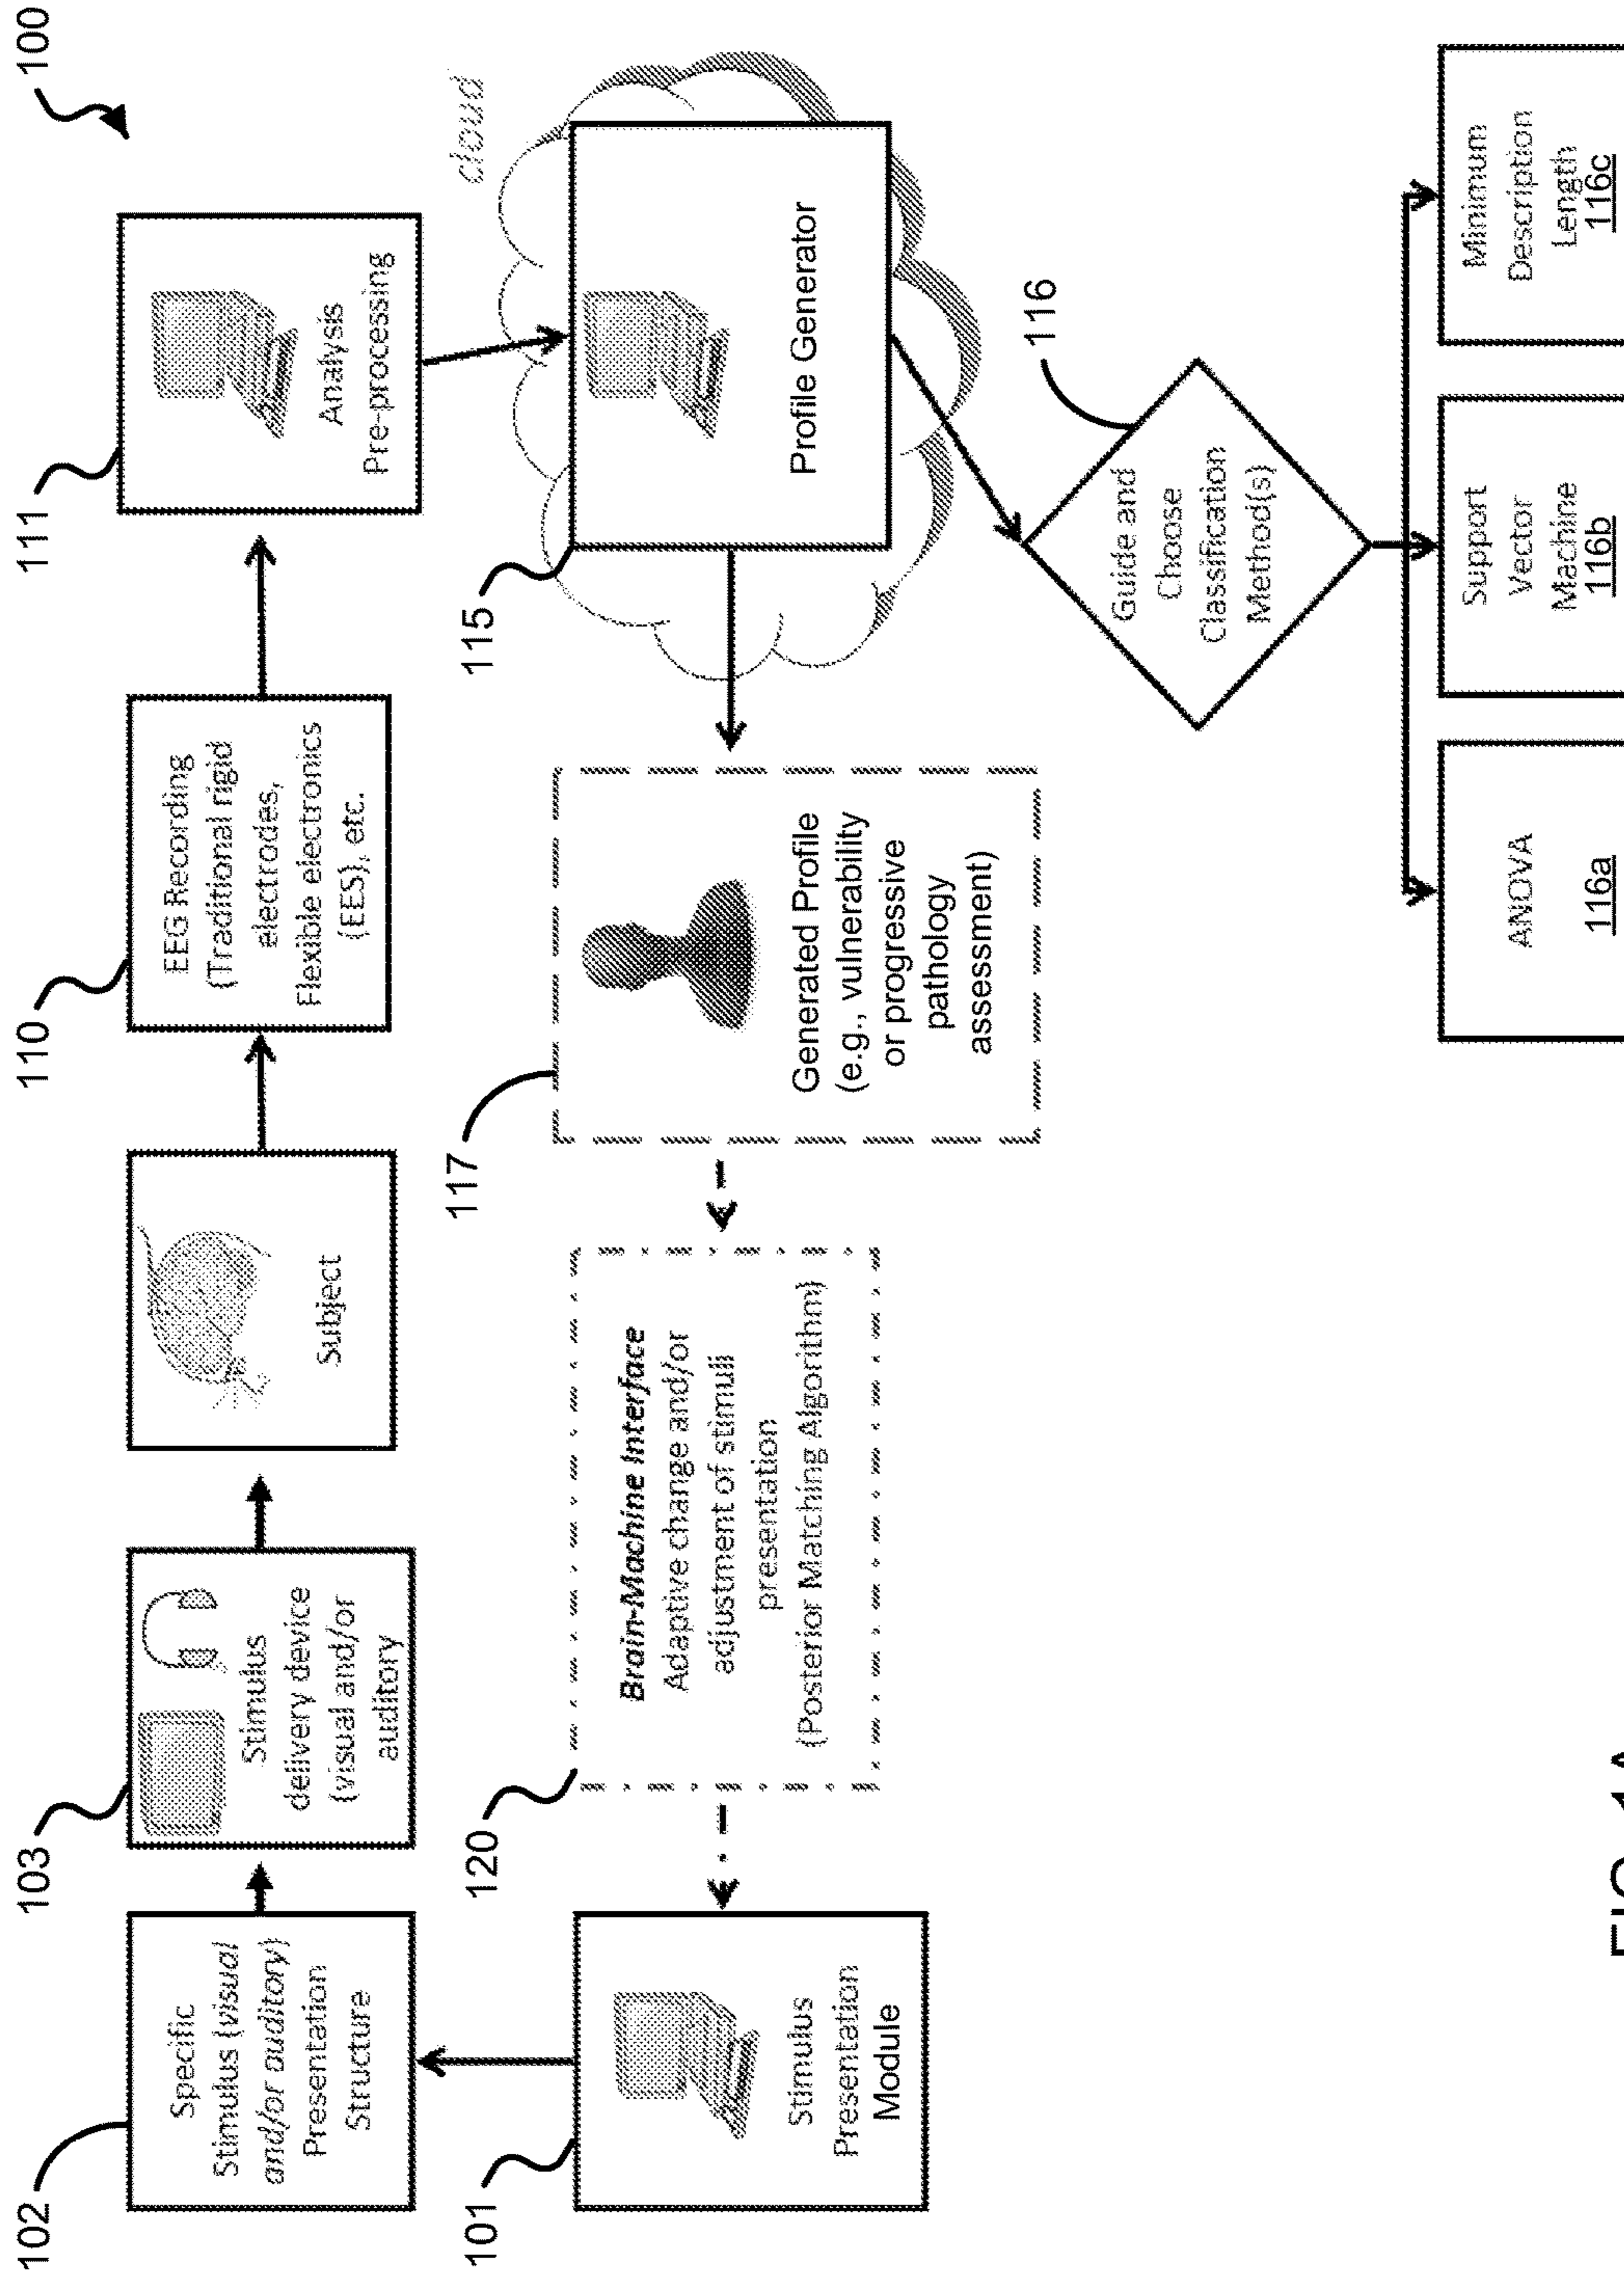 100
102
Specific
Stimulus (visual
and/or auditory)
Presentation
Structure
103
Stimulus
delivery device
(visual and/or
auditory
Subject
110
EEG Recording
(Traditional rigid
electrodes,
Flexible electronics
(EES), etc.
111
Analysis
Pre-processing
101
Stimulus
Presentation
Module
120
Brain-Machine Interface
Adaptive change and/or
adjustment of stimuli
presentation
(Posterior Matching Algorithm)
117
Generated Profile
(e.g., vulnerability
or progressive
pathology
assessment)
115
Profile Generator
cloud
116
Guide and
Choose
Classification
Method(s)
ANOVA
116a
Support
Vector
Machine
116b
Minimum
Description
Length
116c